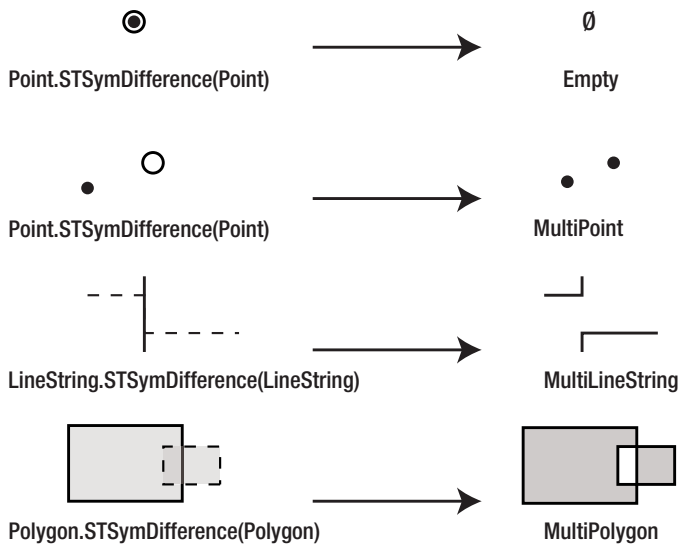 Ø
Point.STSymDifference(Point) Empty
Point.STSymDifference(Point) MultiPoint
LineString.STSymDifference(LineString) MultiLineString
Polygon.STSymDifference(Polygon) MultiPolygon